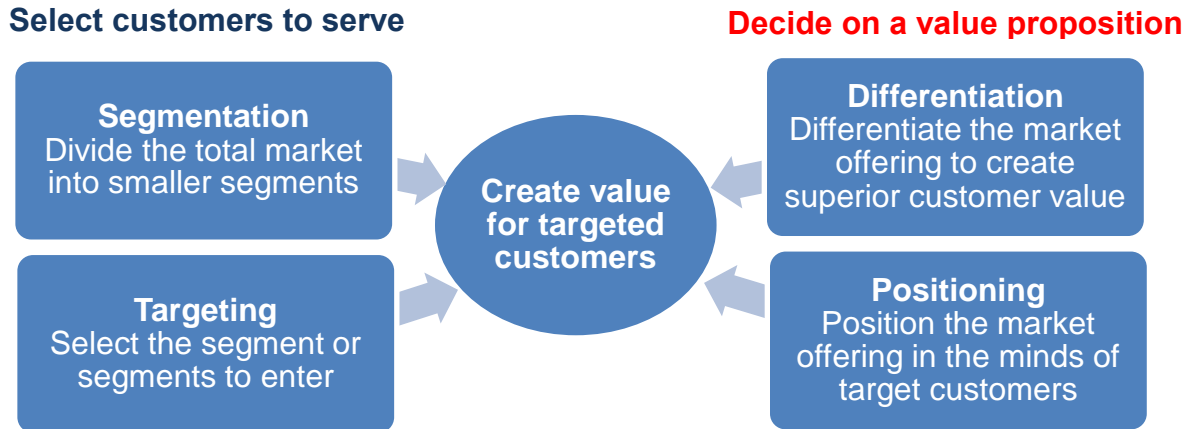 Select customers to serve
Decide on a value proposition
Segmentation
Divide the total market
into smaller segments
Targeting
Select the segment or
segments to enter
Create value
for targeted
customers
Differentiation
Differentiate the market
offering to create
superior customer value
Positioning
Position the market
offering in the minds of
target customers